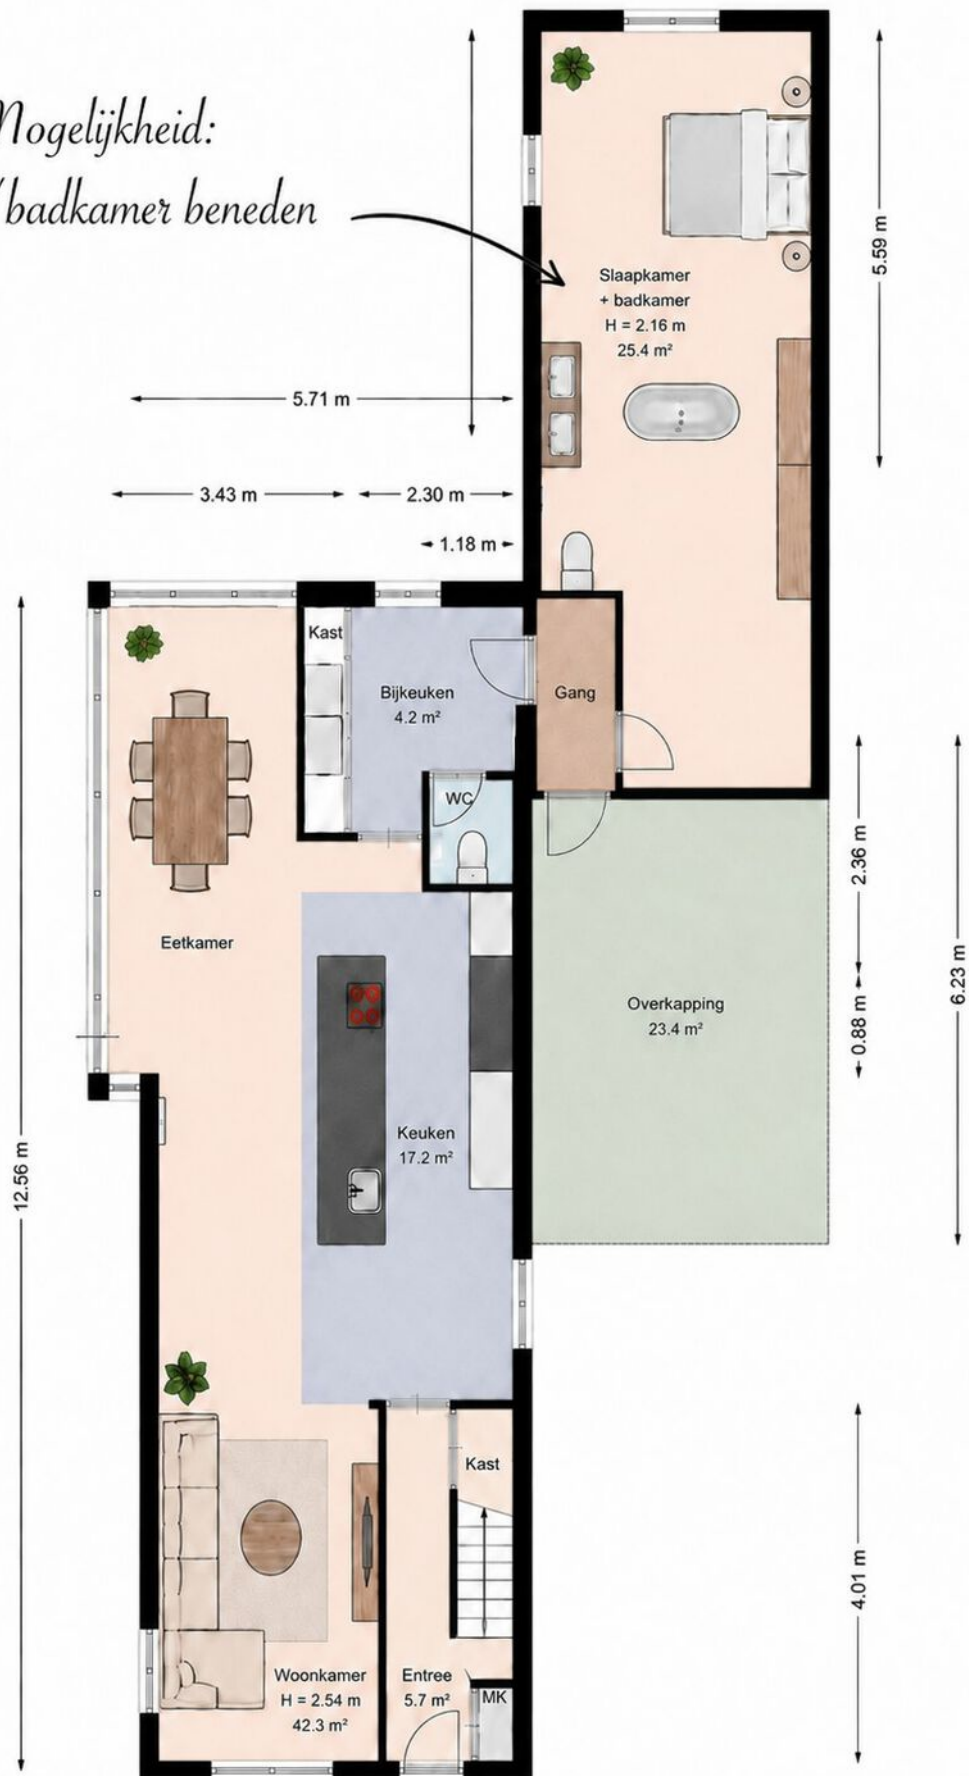 Mogelijkheid:
badkamer beneden
Slaapkamer
+ badkamer
H = 2.16 m
25.4 m²
5.59 m
5.71 m
3.43 m
2.30 m
1.18 m
Kast
Bijkeuken
4.2 m²
Gang
WC
Eetkamer
Overkapping
23.4 m²
2.36 m
0.88 m
6.23 m
Keuken
17.2 m²
12.56 m
Kast
4.01 m
Woonkamer
H = 2.54 m
42.3 m²
Entree
5.7 m²
MK